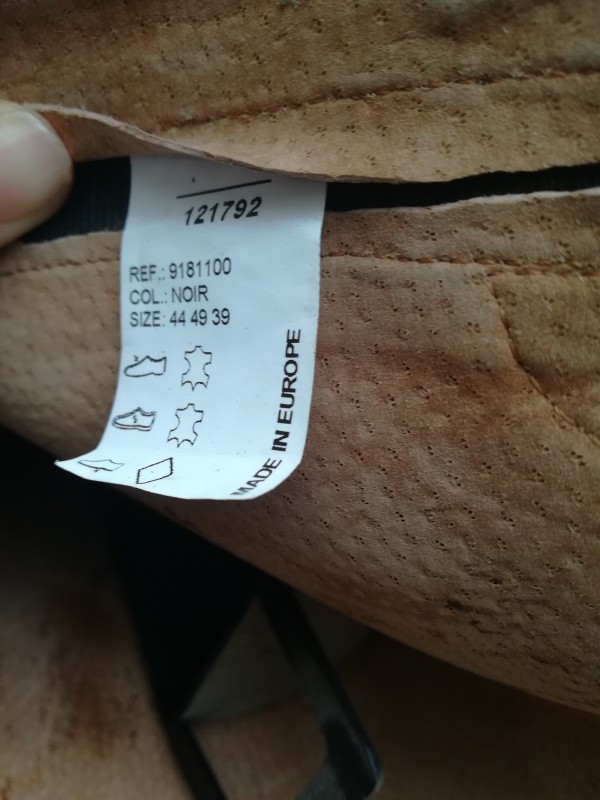 121792
REF.: 9181100
COL.: NOIR
SIZE: 44 49 39
MADE IN EUROPE